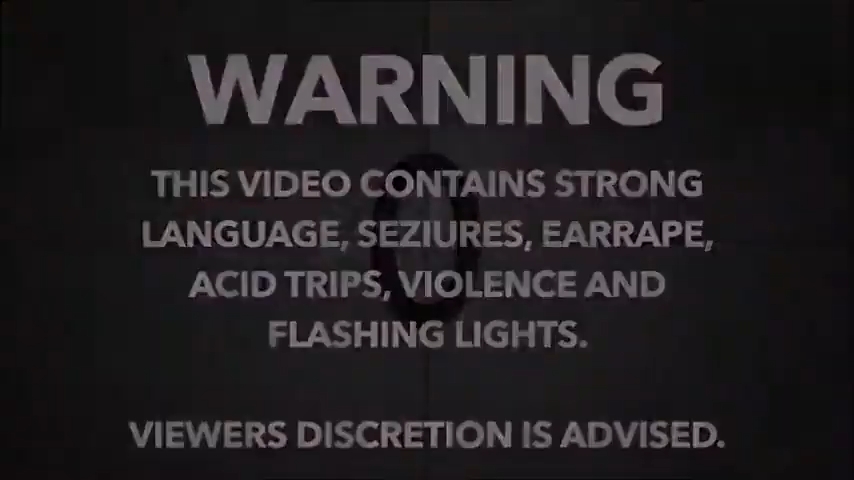 WARNING
THIS VIDEO CONTAINS STRONG
LANGUAGE, SEZIURES, EARRAPE,
ACID TRIPS, VIOLENCE AND
FLASHING LIGHTS.
VIEWERS DISCRETION IS ADVISED.